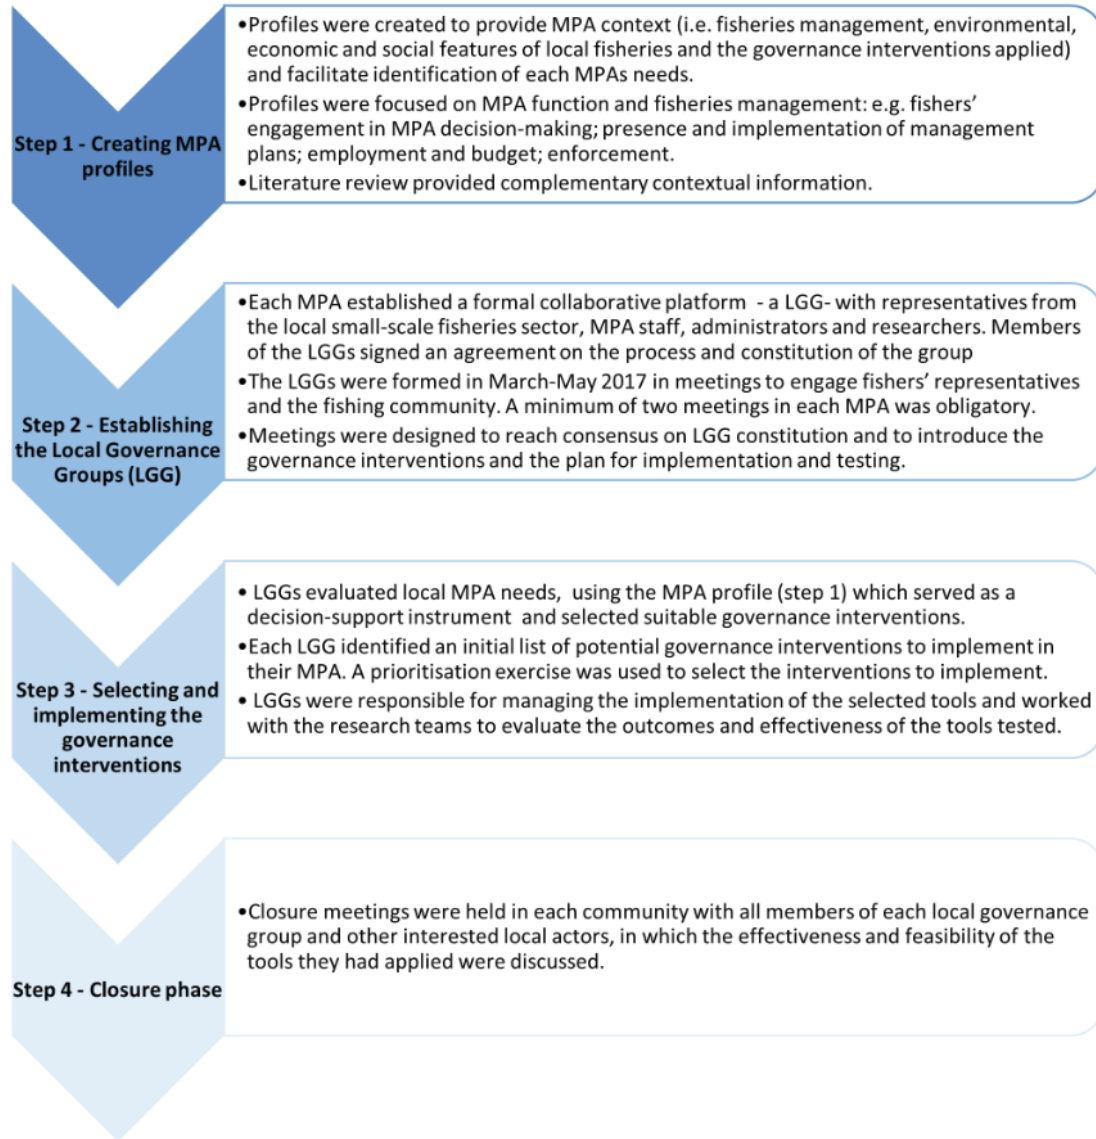 Step 1 - Creating MPA
profiles
•Profiles were created to provide MPA context (i.e. fisheries management, environmental,
economic and social features of local fisheries and the governance interventions applied)
and facilitate identification of each MPAs needs.
•Profiles were focused on MPA function and fisheries management: e.g. fishers'
engagement in MPA decision-making; presence and implementation of management
plans; employment and budget; enforcement.
•Literature review provided complementary contextual information.
Step 2 - Establishing
the Local Governance
Groups (LGG)
•Each MPA established a formal collaborative platform - a LGG- with representatives from
the local small-scale fisheries sector, MPA staff, administrators and researchers. Members
of the LGGs signed an agreement on the process and constitution of the group
•The LGGs were formed in March-May 2017 in meetings to engage fishers' representatives
and the fishing community. A minimum of two meetings in each MPA was obligatory.
•Meetings were designed to reach consensus on LGG constitution and to introduce the
governance interventions and the plan for implementation and testing.
Step 3 - Selecting and
implementing the
governance
interventions
• LGGs evaluated local MPA needs, using the MPA profile (step 1) which served as a
decision-support instrument and selected suitable governance interventions.
•Each LGG identified an initial list of potential governance interventions to implement in
their MPA. A prioritisation exercise was used to select the interventions to implement.
• LGGs were responsible for managing the implementation of the selected tools and worked
with the research teams to evaluate the outcomes and effectiveness of the tools tested.
Step 4 - Closure phase
•Closure meetings were held in each community with all members of each local governance
group and other interested local actors, in which the effectiveness and feasibility of the
tools they had applied were discussed.